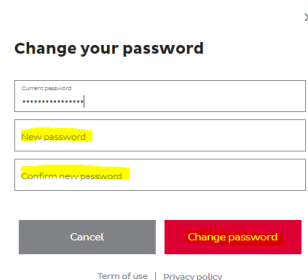 Change your password
Current password
••••••••••••••••
New password
Confirm new password
Cancel Change password
Term of use | Privacy policy